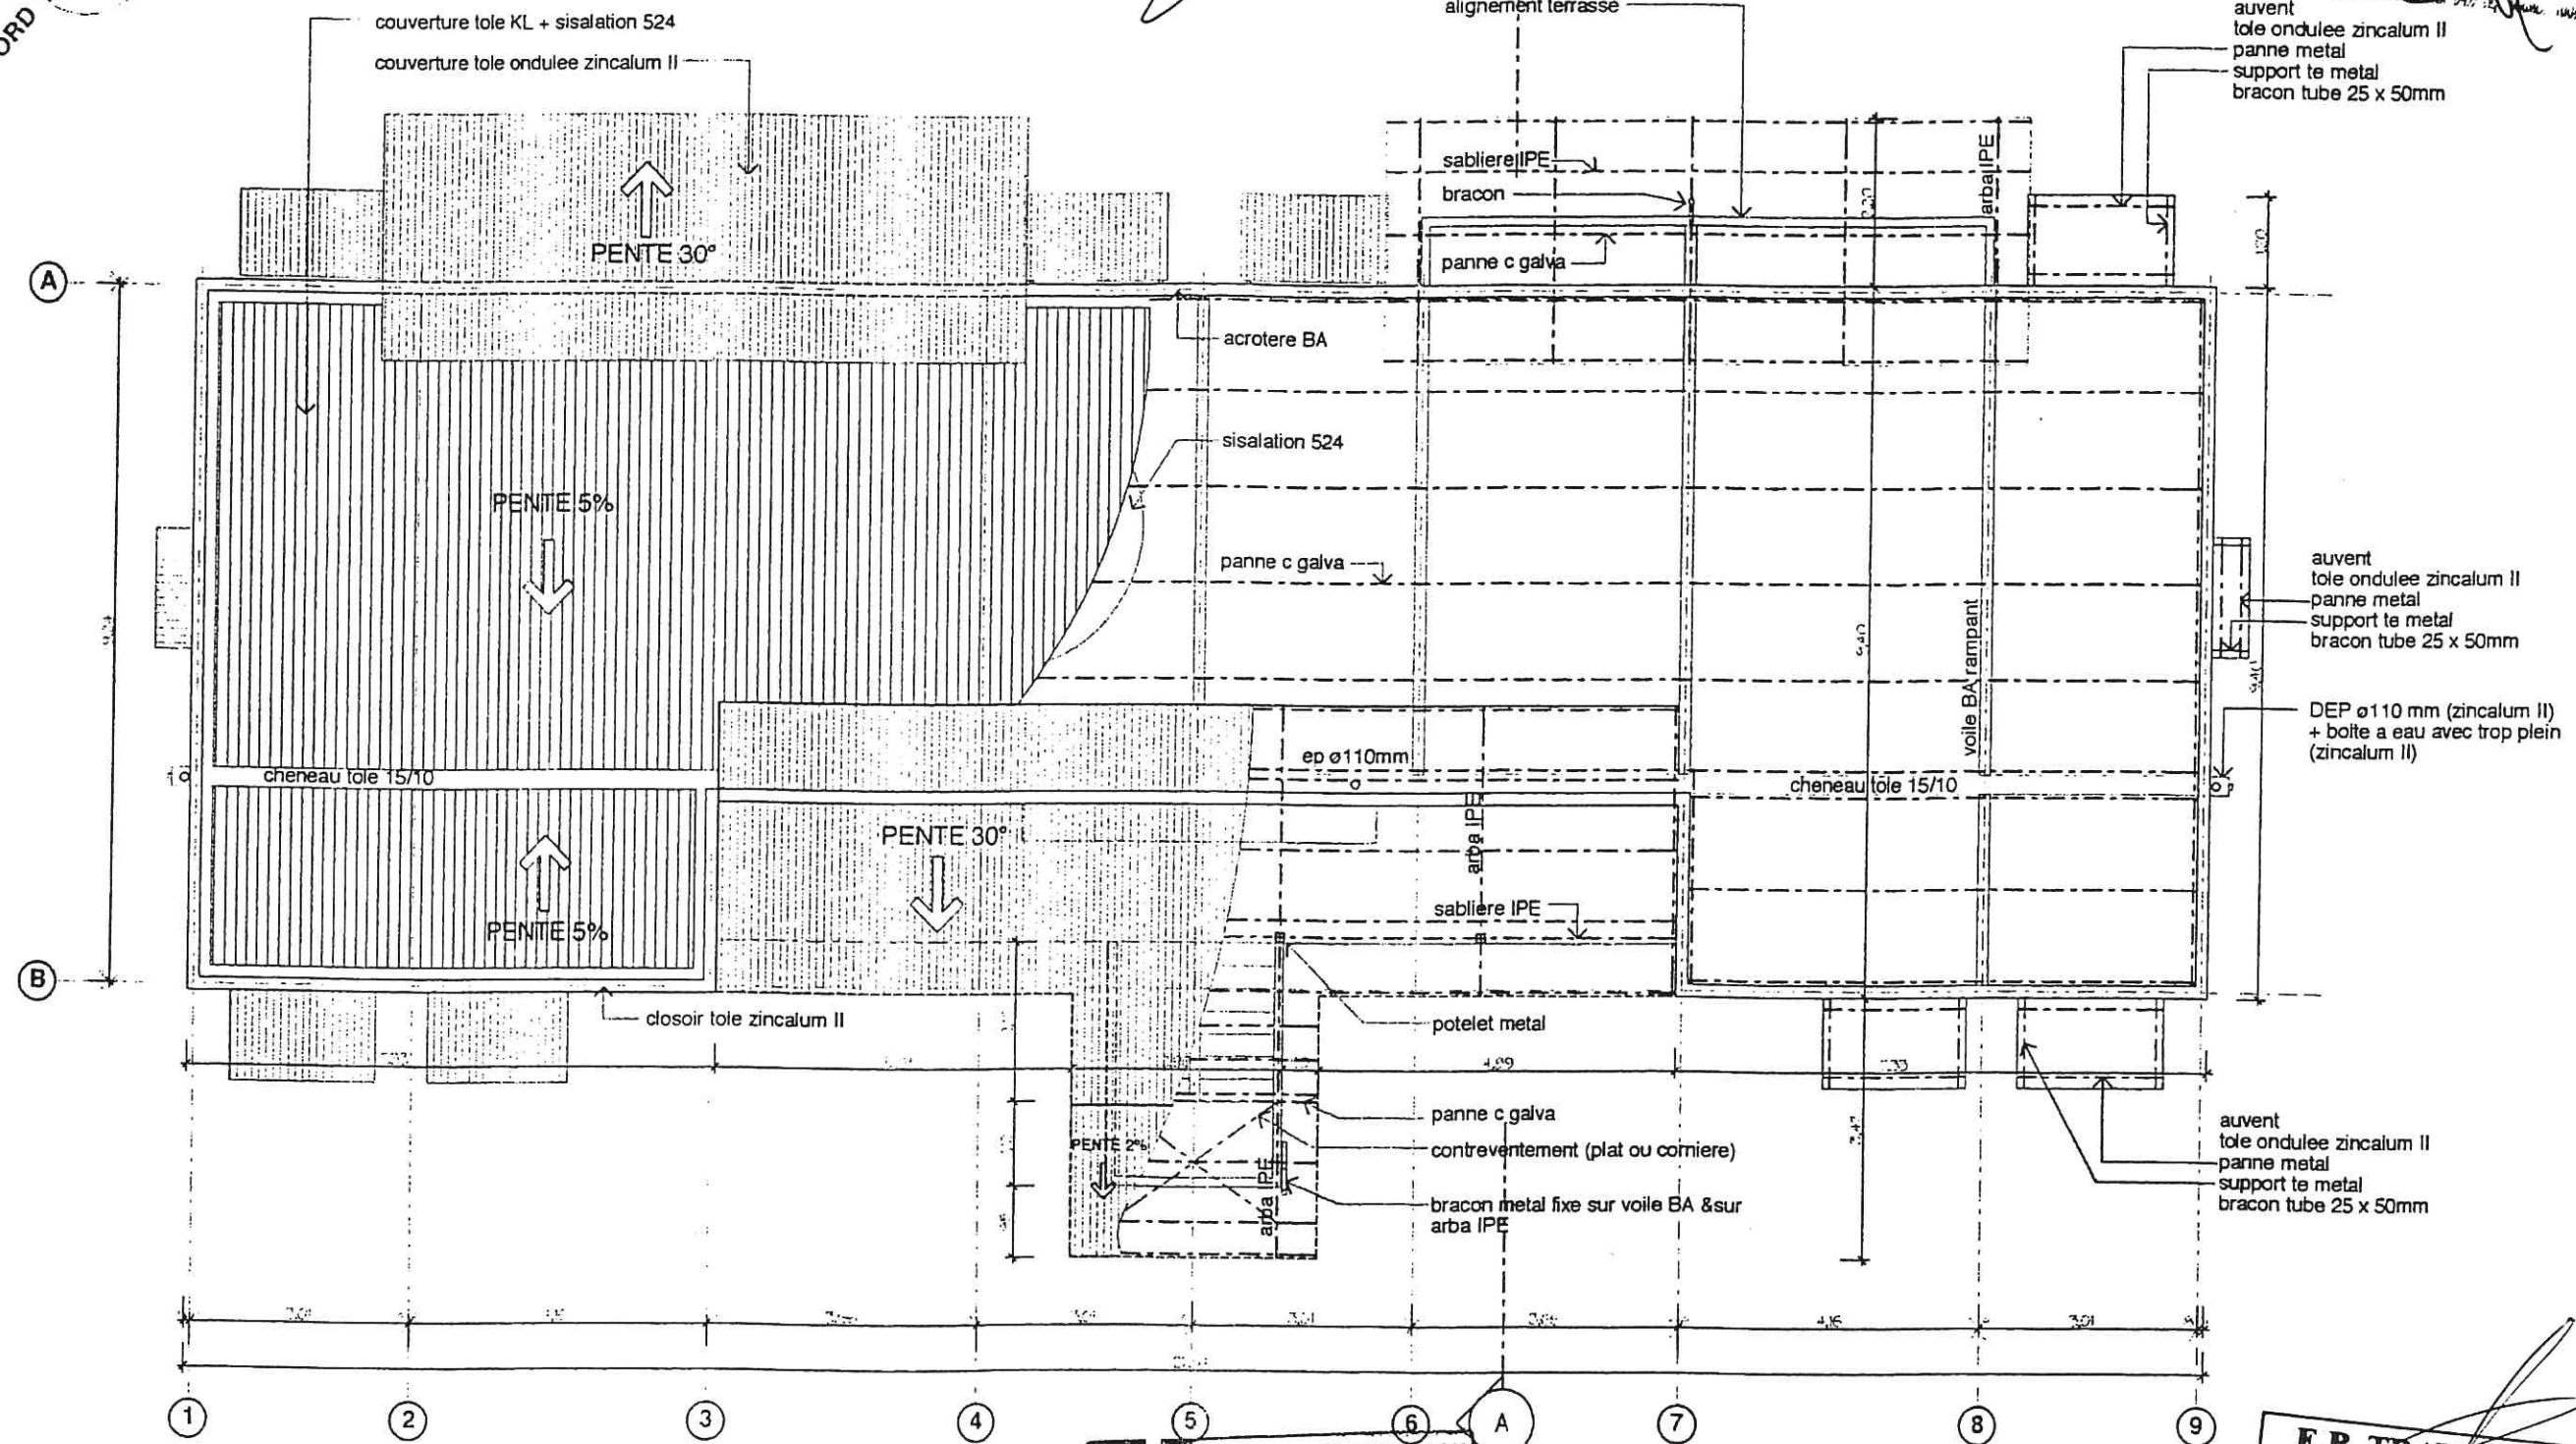 ORD
couverture tole KL + sisalation 524
couverture tole ondulee zincalum II
alignement terrasse
auvent
tole ondulee zincalum II
panne metal
support te metal
bracon tube 25 x 50mm
sabliere IPE
bracon
panne c galva
arba IPE
PENTE 30°
A
acrotere BA
sisalation 524
PENTE 5%
panne c galva
voile BA rampant
auvent
tole ondulee zincalum II
panne metal
support te metal
bracon tube 25 x 50mm
DEP ø110 mm (zincalum II)
+ boite a eau avec trop plein
(zincalum II)
ep ø110mm
cheneau tole 15/10
cheneau tole 15/10
PENTE 30°
arba IPE
sabliere IPE
PENTE 5%
B
closoir tole zincalum II
potelet metal
4.99
panne c galva
contreventement (plat ou corniere)
PENTE 2%
arba IPE
bracon metal fixe sur voile BA &sur
arba IPE
auvent
tole ondulee zincalum II
panne metal
support te metal
bracon tube 25 x 50mm
4.16
3.01
1
2
3
4
5
6
A
7
8
9